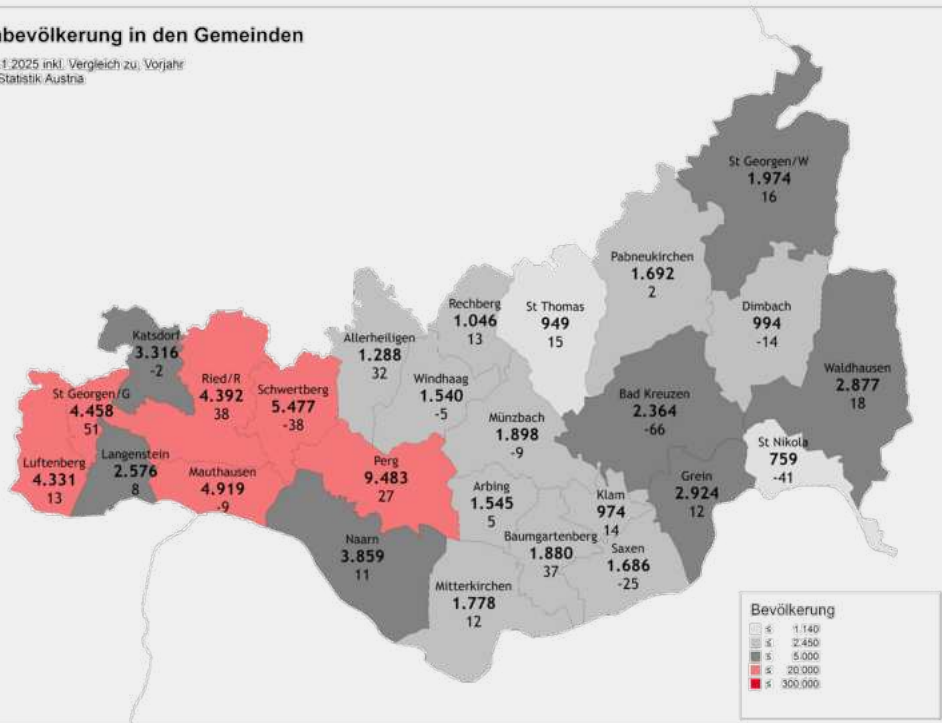 bevölkerung in den Gemeinden
1.2025 inkl. Vergleich zu, Vorjahr
Statistik Austria
St Georgen/W
1.974
16
Pabneukirchen
1.692
2
Rechberg
1.046
13
St Thomas
949
15
Dimbach
994
-14
Katsdorf
3.316
-2
Allerheiligen
1.288
32
Waldhausen
2.877
18
St Georgen/G
4.458
51
Ried/R
4.392
38
Schwertberg
5.477
-38
Windhaag
1.540
-5
Bad Kreuzen
2.364
-66
Münzbach
1.898
-9
St Nikola
759
-41
Luftenberg
4.331
13
Langenstein
2.576
8
Mauthausen
4.919
-9
Perg
9.483
27
Arbing
1.545
5
Klam
974
14
Grein
2.924
12
Naarn
3.859
11
Baumgartenberg
1.880
37
Saxen
1.686
-25
Mitterkirchen
1.778
12
Bevölkerung
≤ 1.140
≤ 2.450
≤ 5.000
≤ 20.000
≤ 300.000